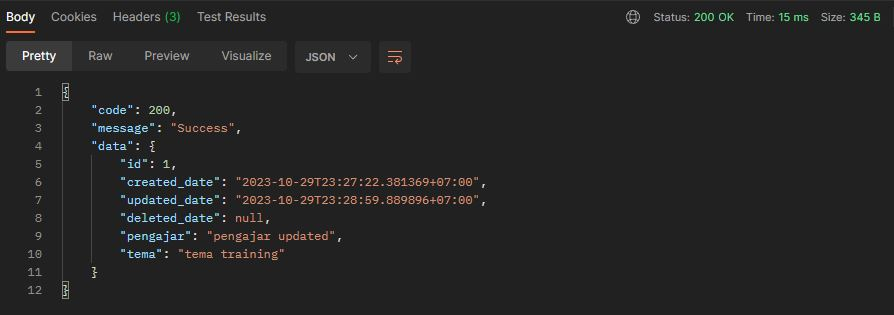 Body Cookies Headers (3) Test Results Status: 200 OK Time: 15 ms Size: 345 B
Pretty Raw Preview Visualize JSON
1 {
2 "code": 200,
3 "message": "Success",
4 "data": {
5 "id": 1,
6 "created_date": "2023-10-29T23:27:22.381369+07:00",
7 "updated_date": "2023-10-29T23:28:59.889896+07:00",
8 "deleted_date": null,
9 "pengajar": "pengajar updated",
10 "tema": "tema training"
11 }
12 }